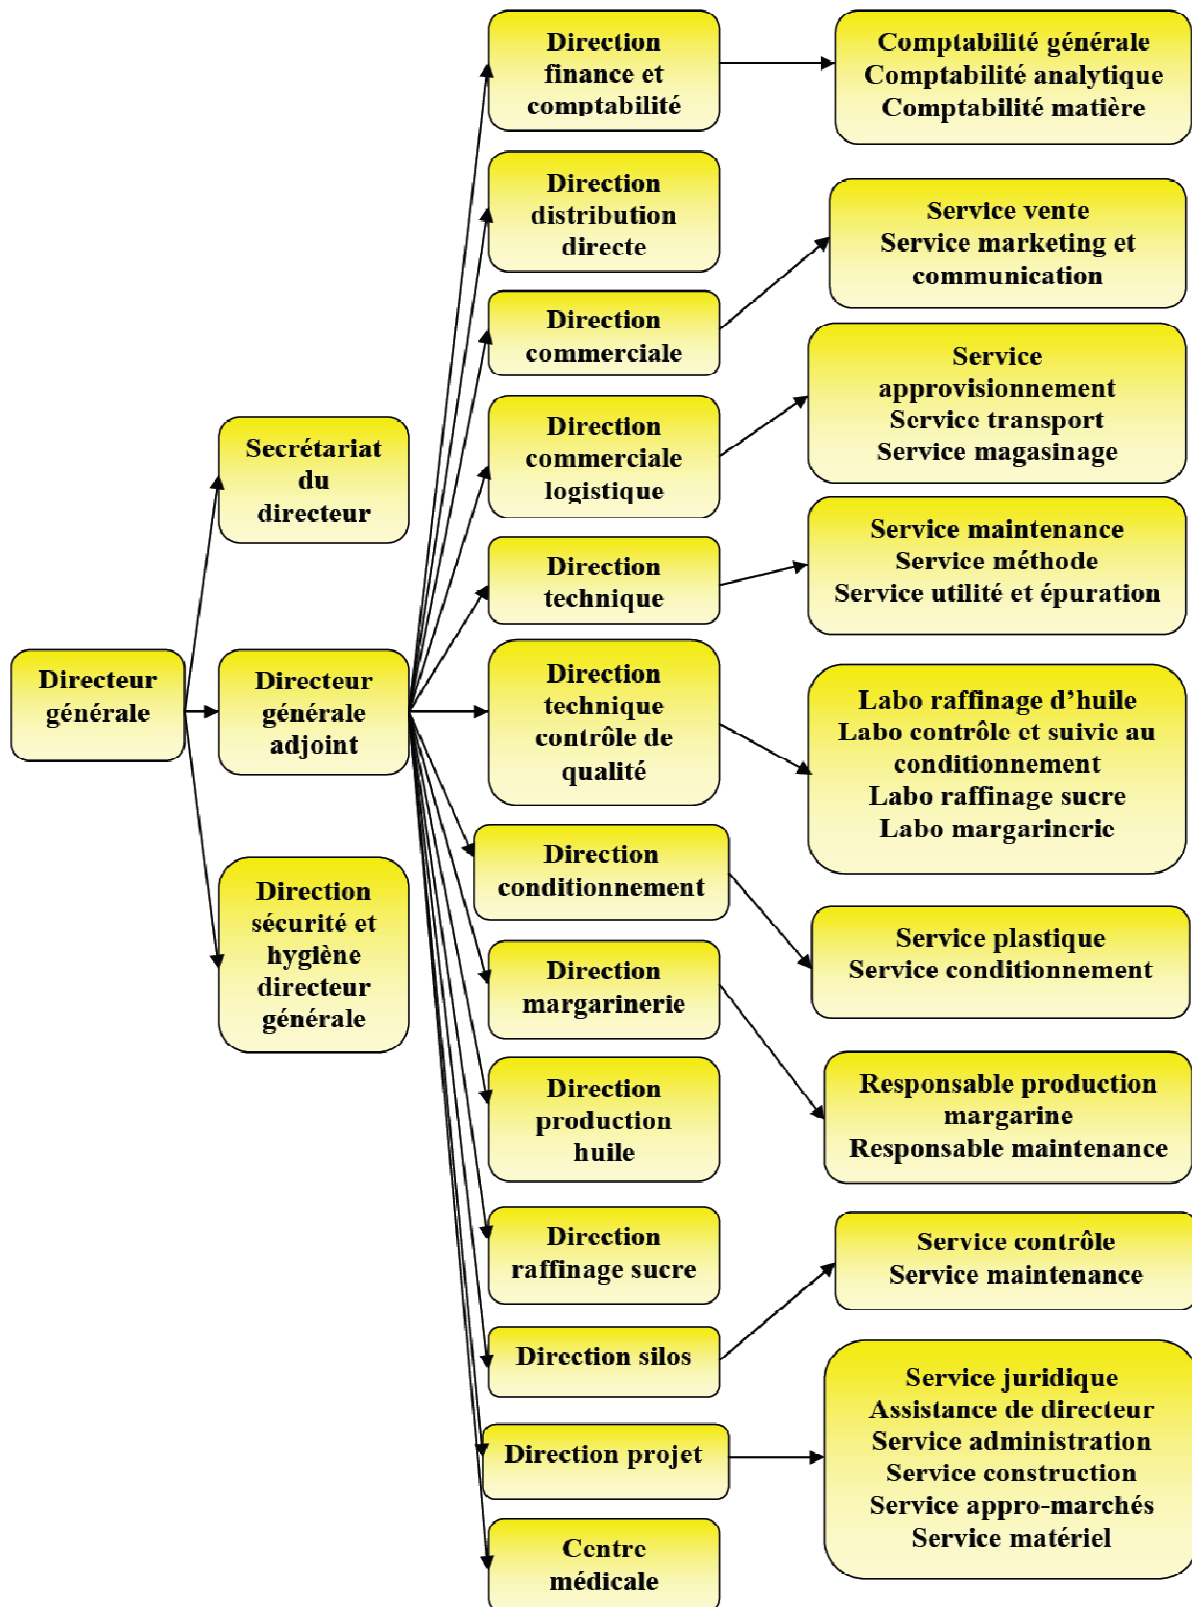 Directeur
générale
Secrétariat
du
directeur
Directeur
générale
adjoint
Direction
sécurité et
hygiène
directeur
générale
Direction
finance et
comptabilité
Direction
distribution
directe
Direction
commerciale
Direction
commerciale
logistique
Direction
technique
Direction
technique
contrôle de
qualité
Direction
conditionnement
Direction
margarinerie
Direction
production
huile
Direction
raffinage sucre
Direction silos
Direction projet
Centre
médicale
Comptabilité générale
Comptabilité analytique
Comptabilité matière
Service vente
Service marketing et
communication
Service
approvisionnement
Service transport
Service magasinage
Service maintenance
Service méthode
Service utilité et épuration
Labo raffinage d’huile
Labo contrôle et suivie au
conditionnement
Labo raffinage sucre
Labo margarinerie
Service plastique
Service conditionnement
Responsable production
margarine
Responsable maintenance
Service contrôle
Service maintenance
Service juridique
Assistance de directeur
Service administration
Service construction
Service appro-marchés
Service matériel